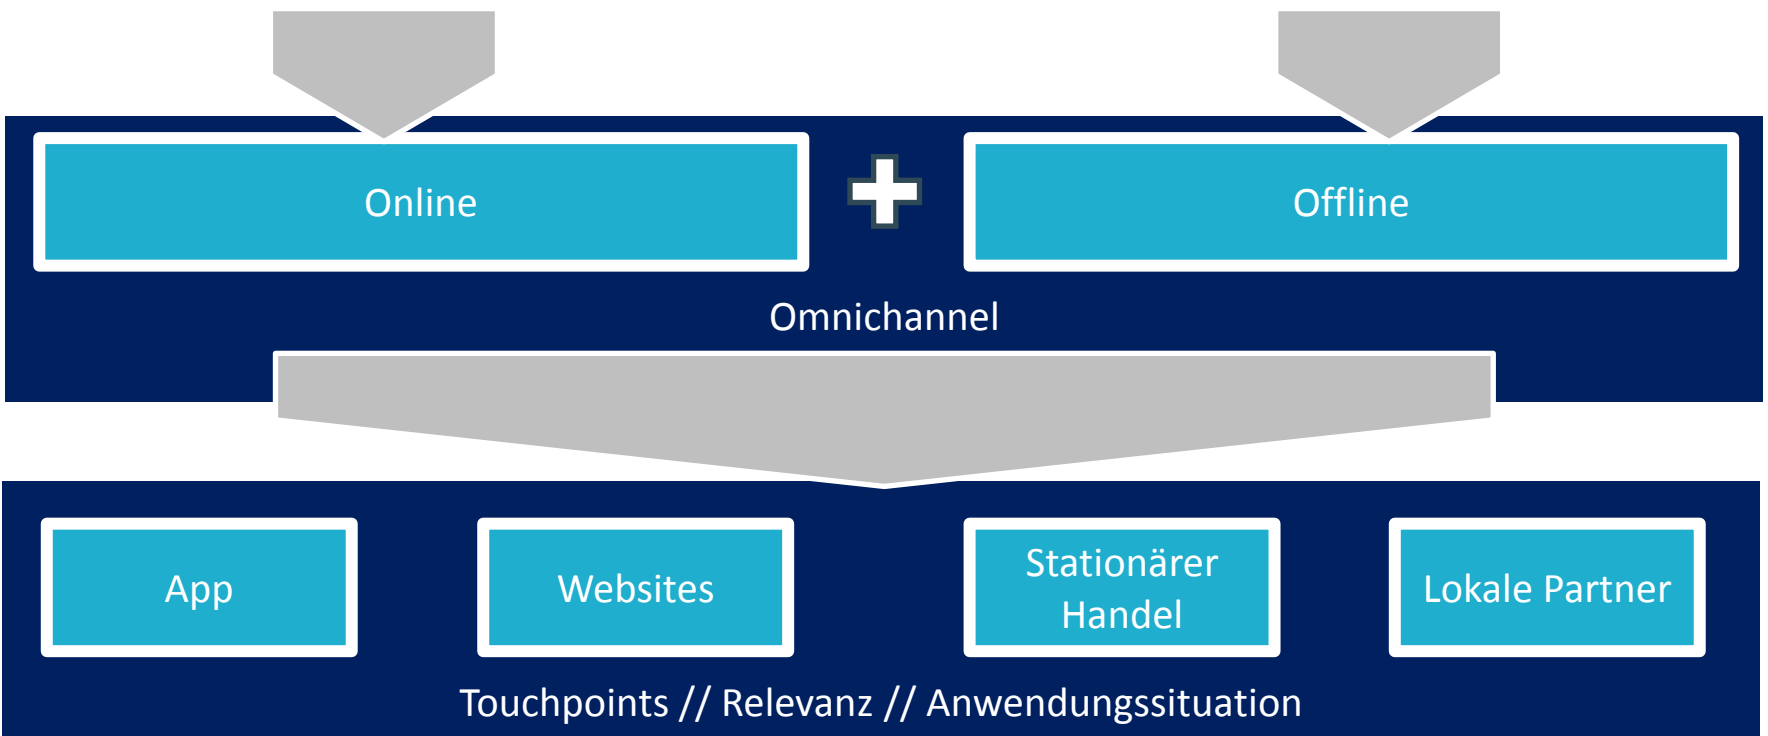 Online
Offline
Omnichannel
App
Websites
Stationärer
Handel
Lokale Partner
Touchpoints // Relevanz // Anwendungssituation